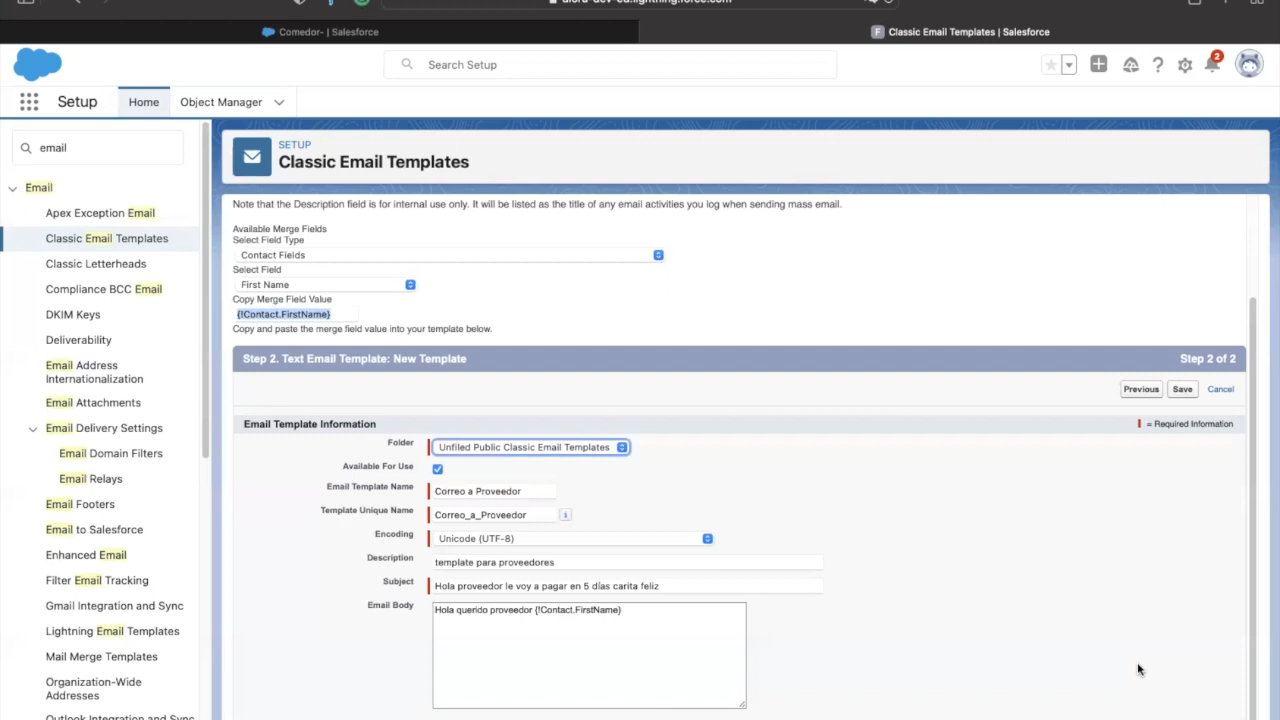 Comedor- | Salesforce
Classic Email Templates | Salesforce
Search Setup
2
Setup
Home
Object Manager
email
SETUP
Classic Email Templates
Email
Apex Exception Email
Classic Email Templates
Classic Letterheads
Compliance BCC Email
DKIM Keys
Deliverability
Email Address
Internationalization
Email Attachments
Email Delivery Settings
Email Domain Filters
Email Relays
Email Footers
Email to Salesforce
Enhanced Email
Filter Email Tracking
Gmail Integration and Sync
Lightning Email Templates
Mail Merge Templates
Organization-Wide
Addresses
Outlook Integration and Sync
Note that the Description field is for internal use only. It will be listed as the title of any email activities you log when sending mass email.
Available Merge Fields
Select Field Type
Contact Fields
Select Field
First Name
Copy Merge Field Value
{!Contact.FirstName}
Copy and paste the merge field value into your template below.
Step 2. Text Email Template: New Template
Step 2 of 2
Previous
Save
Cancel
Email Template Information
= Required Information
Folder
Unfiled Public Classic Email Templates
Available For Use
Email Template Name
Correo a Proveedor
Template Unique Name
Correo_a_Proveedor
i
Encoding
Unicode (UTF-8)
Description
template para proveedores
Subject
Hola proveedor le voy a pagar en 5 días carita feliz
Email Body
Hola querido proveedor {!Contact.FirstName}